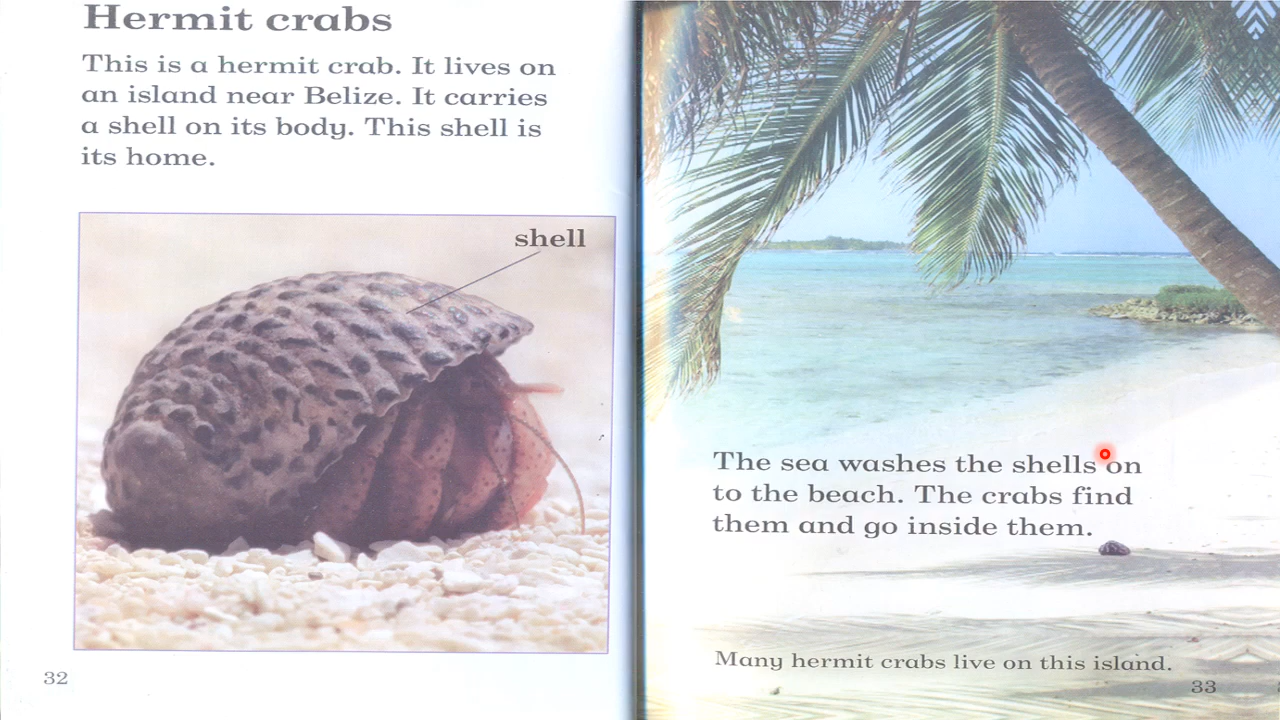 Hermit crabs
This is a hermit crab. It lives on
an island near Belize. It carries
a shell on its body. This shell is
its home.
shell
32
The sea washes the shells on
to the beach. The crabs find
them and go inside them.
Many hermit crabs live on this island.
33